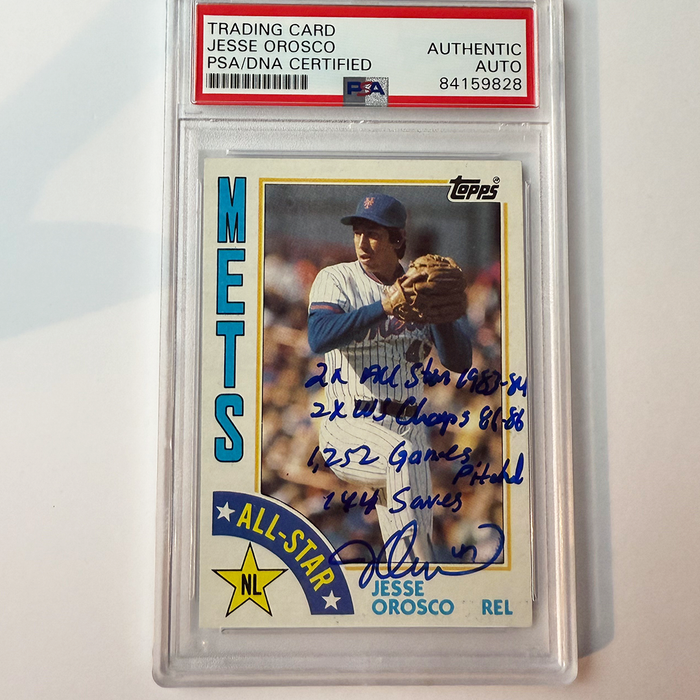 TRADING CARD
JESSE OROSCO
PSA/DNA CERTIFIED
AUTHENTIC
AUTO
84159828
PSA
METS
topps
2x All Star 1983-84
2x WS Champs 81-86
1,252 Games
Pitched
144 Saves
ALL-STAR
NL
JESSE
OROSCO
REL